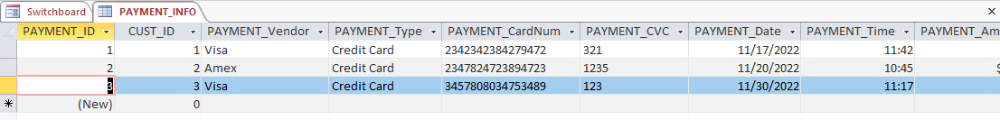 Switchboard PAYMENT_INFO
PAYMENT_ID CUST_ID PAYMENT_Vendor PAYMENT_Type PAYMENT_CardNum PAYMENT_CVC PAYMENT_Date PAYMENT_Time PAYMENT_Am
1 1 Visa Credit Card 2342342384279472 321 11/17/2022 11:42
2 2 Amex Credit Card 2347824723894723 1235 11/20/2022 10:45 $
3 3 Visa Credit Card 3457808034753489 123 11/30/2022 11:17
(New) 0